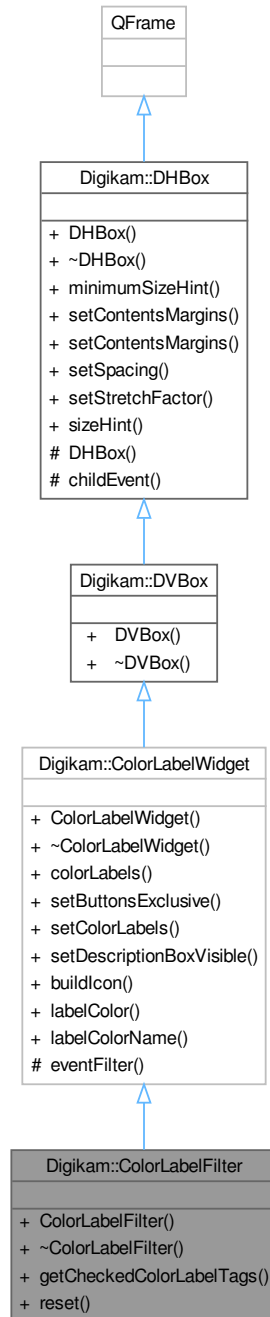 QFrame
Digikam::DHBox
+ DHBox()
+ ~DHBox()
+ minimumSizeHint()
+ setContentsMargins()
+ setContentsMargins()
+ setSpacing()
+ setStretchFactor()
+ sizeHint()
# DHBox()
# childEvent()
Digikam::DVBox
+ DVBox()
+ ~DVBox()
Digikam::ColorLabelWidget
+ ColorLabelWidget()
+ ~ColorLabelWidget()
+ colorLabels()
+ setButtonsExclusive()
+ setColorLabels()
+ setDescriptionBoxVisible()
+ buildIcon()
+ labelColor()
+ labelColorName()
# eventFilter()
Digikam::ColorLabelFilter
+ ColorLabelFilter()
+ ~ColorLabelFilter()
+ getCheckedColorLabelTags()
+ reset()